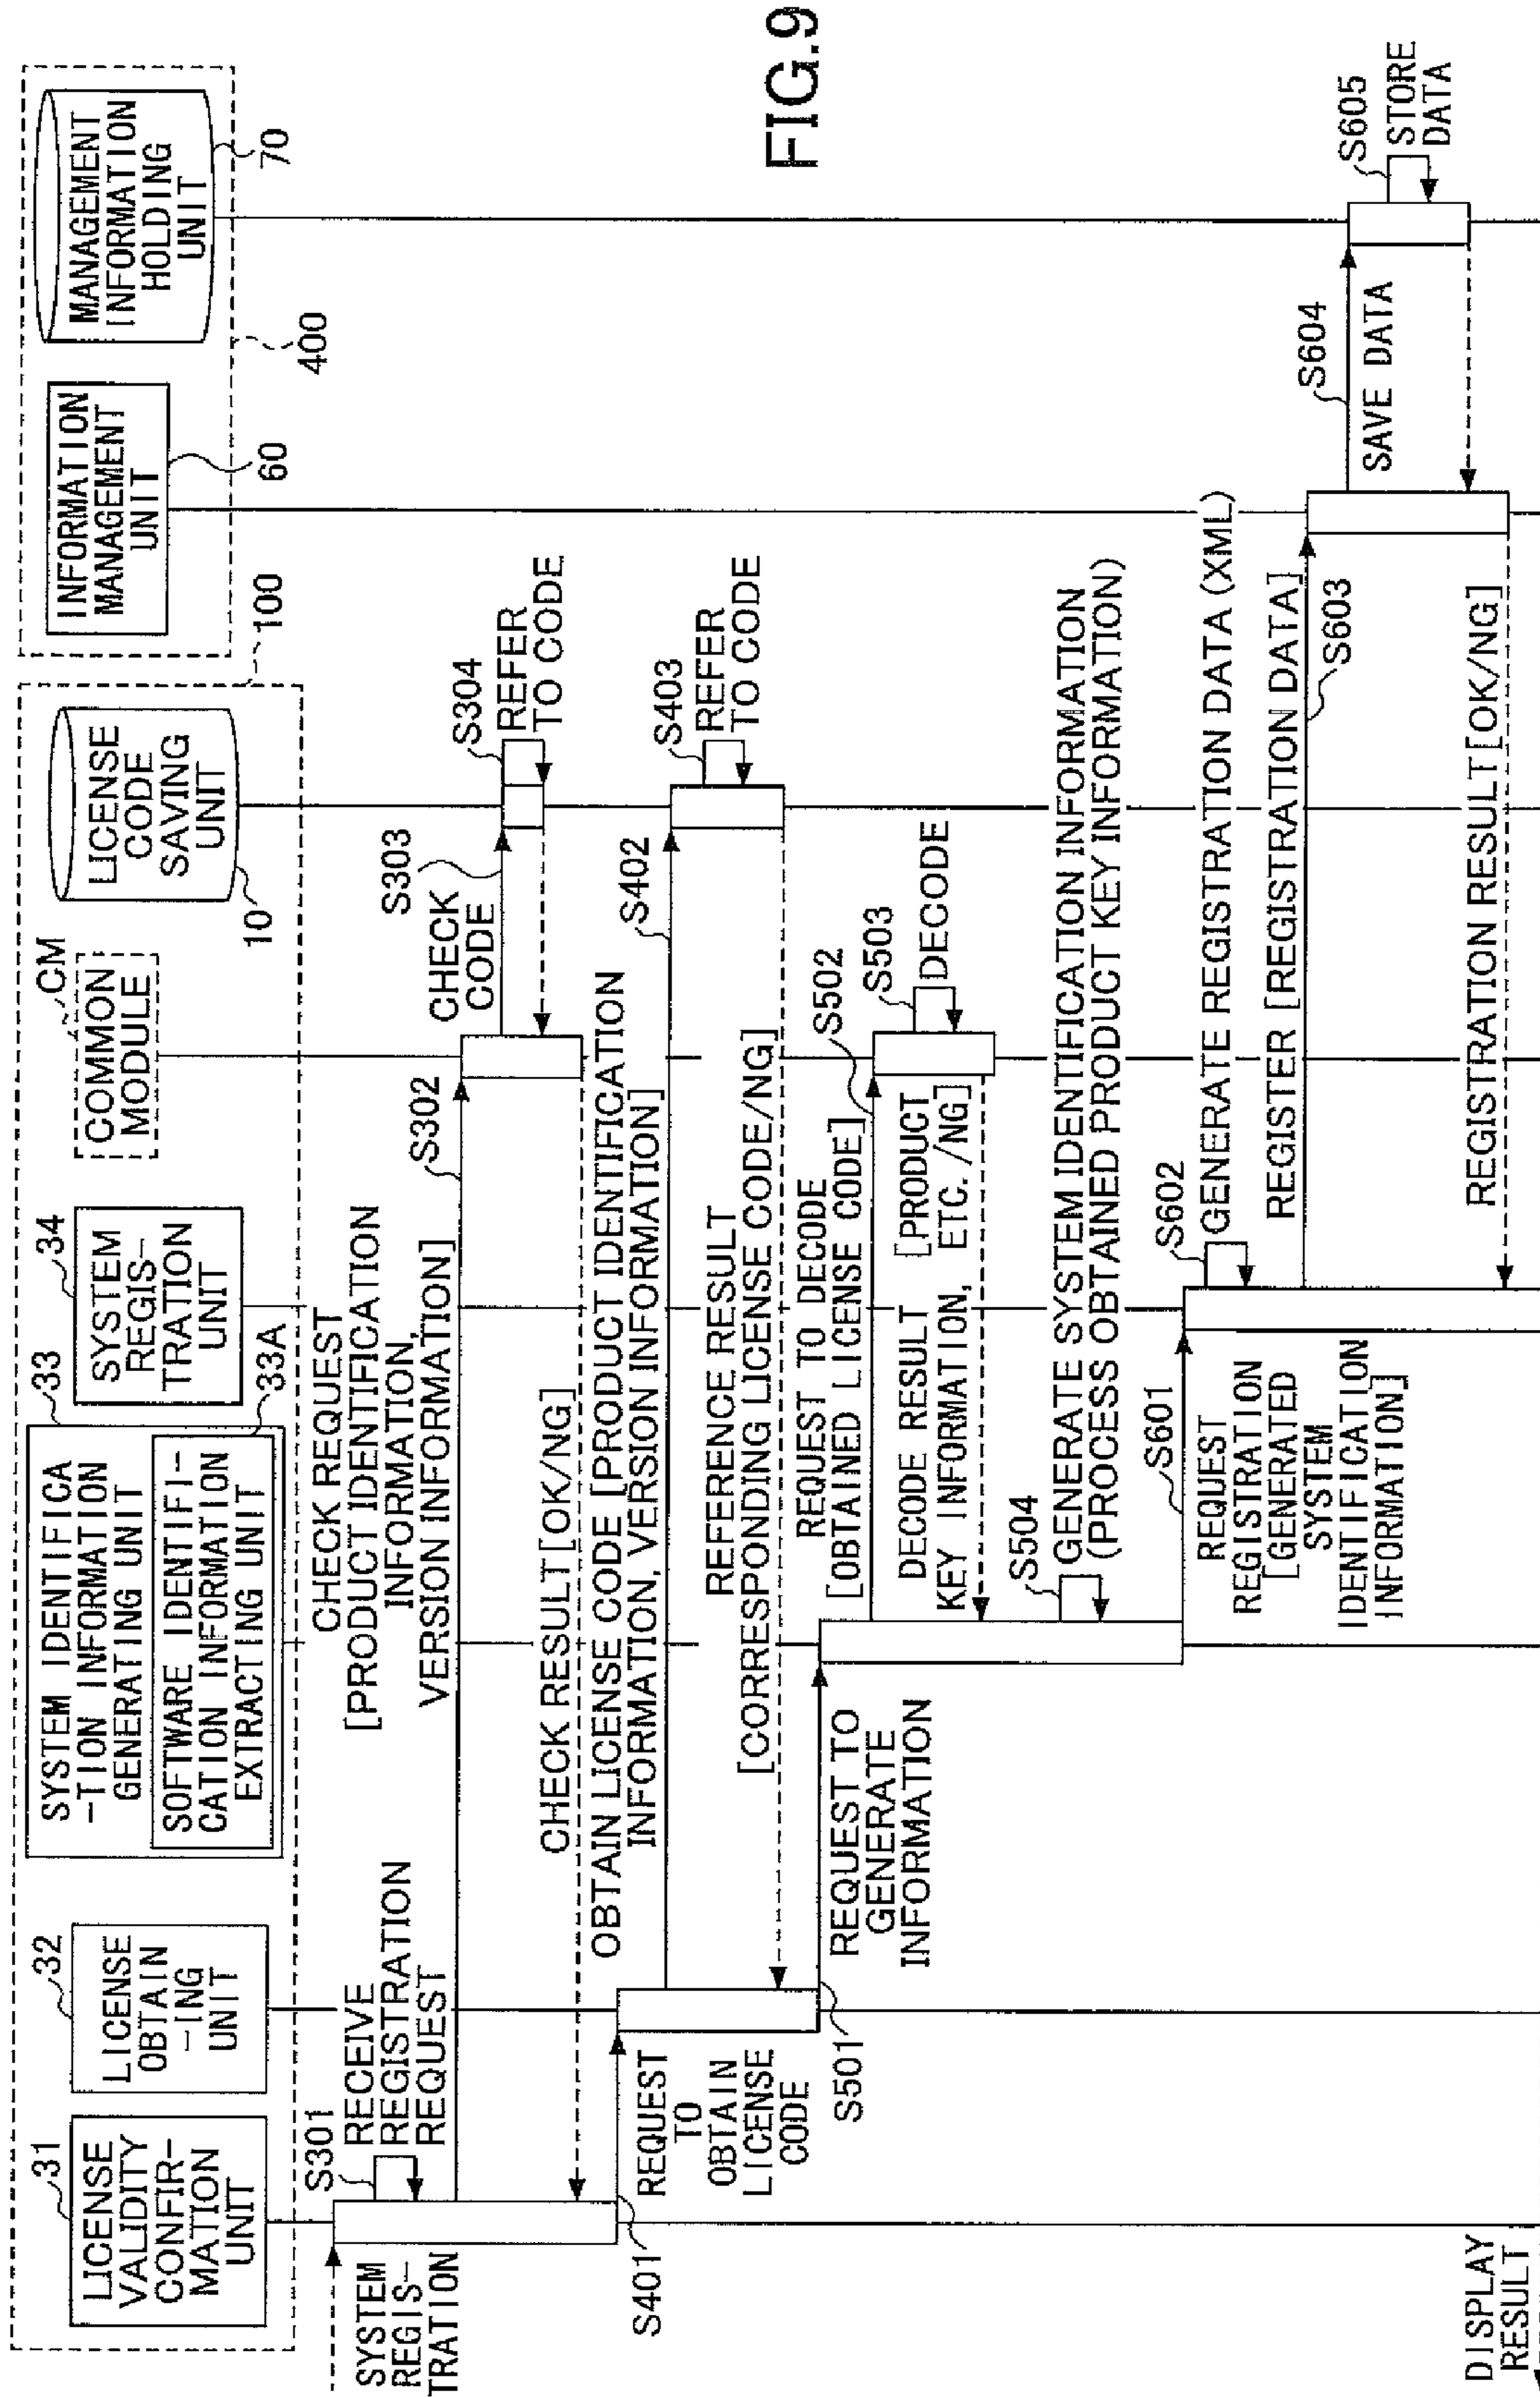 FIG.9
100
400
31
LICENSE
VALIDITY
CONFIR-
MATION
UNIT
32
LICENSE
OBTAIN
-ING
UNIT
33
SYSTEM IDENTIFICA
-TION INFORMATION
GENERATING UNIT
33A
SOFTWARE IDENTIFI-
CATION INFORMATION
EXTRACTING UNIT
34
SYSTEM
REGIS-
TRATION
UNIT
CM
COMMON
MODULE
10
LICENSE
CODE
SAVING
UNIT
INFORMATION
MANAGEMENT
UNIT
60
MANAGEMENT
INFORMATION
HOLDING
UNIT
70
SYSTEM
REGIS-
TRATION
S301
RECEIVE
REGISTRATION
REQUEST
CHECK REQUEST
[PRODUCT IDENTIFICATION
INFORMATION,
VERSION INFORMATION]
S302
CHECK
CODE
S303
S304
REFER
TO CODE
CHECK RESULT[OK/NG]
S401
REQUEST
TO
OBTAIN
LICENSE
CODE
OBTAIN LICENSE CODE [PRODUCT IDENTIFICATION
INFORMATION, VERSION INFORMATION]
S402
S403
REFER
TO CODE
REFERENCE RESULT
[CORRESPONDING LICENSE CODE/NG]
S501
REQUEST TO
GENERATE
INFORMATION
REQUEST TO DECODE
[OBTAINED LICENSE CODE]
S502
S503
DECODE
DECODE RESULT [PRODUCT
KEY INFORMATION, ETC./NG]
S504
GENERATE SYSTEM IDENTIFICATION INFORMATION
(PROCESS OBTAINED PRODUCT KEY INFORMATION)
S601
REQUEST
REGISTRATION
[GENERATED
SYSTEM
IDENTIFICATION
INFORMATION]
S602
GENERATE REGISTRATION DATA (XML)
REGISTER [REGISTRATION DATA]
S603
S604
SAVE DATA
S605
STORE
DATA
REGISTRATION RESULT[OK/NG]
DISPLAY
RESULT